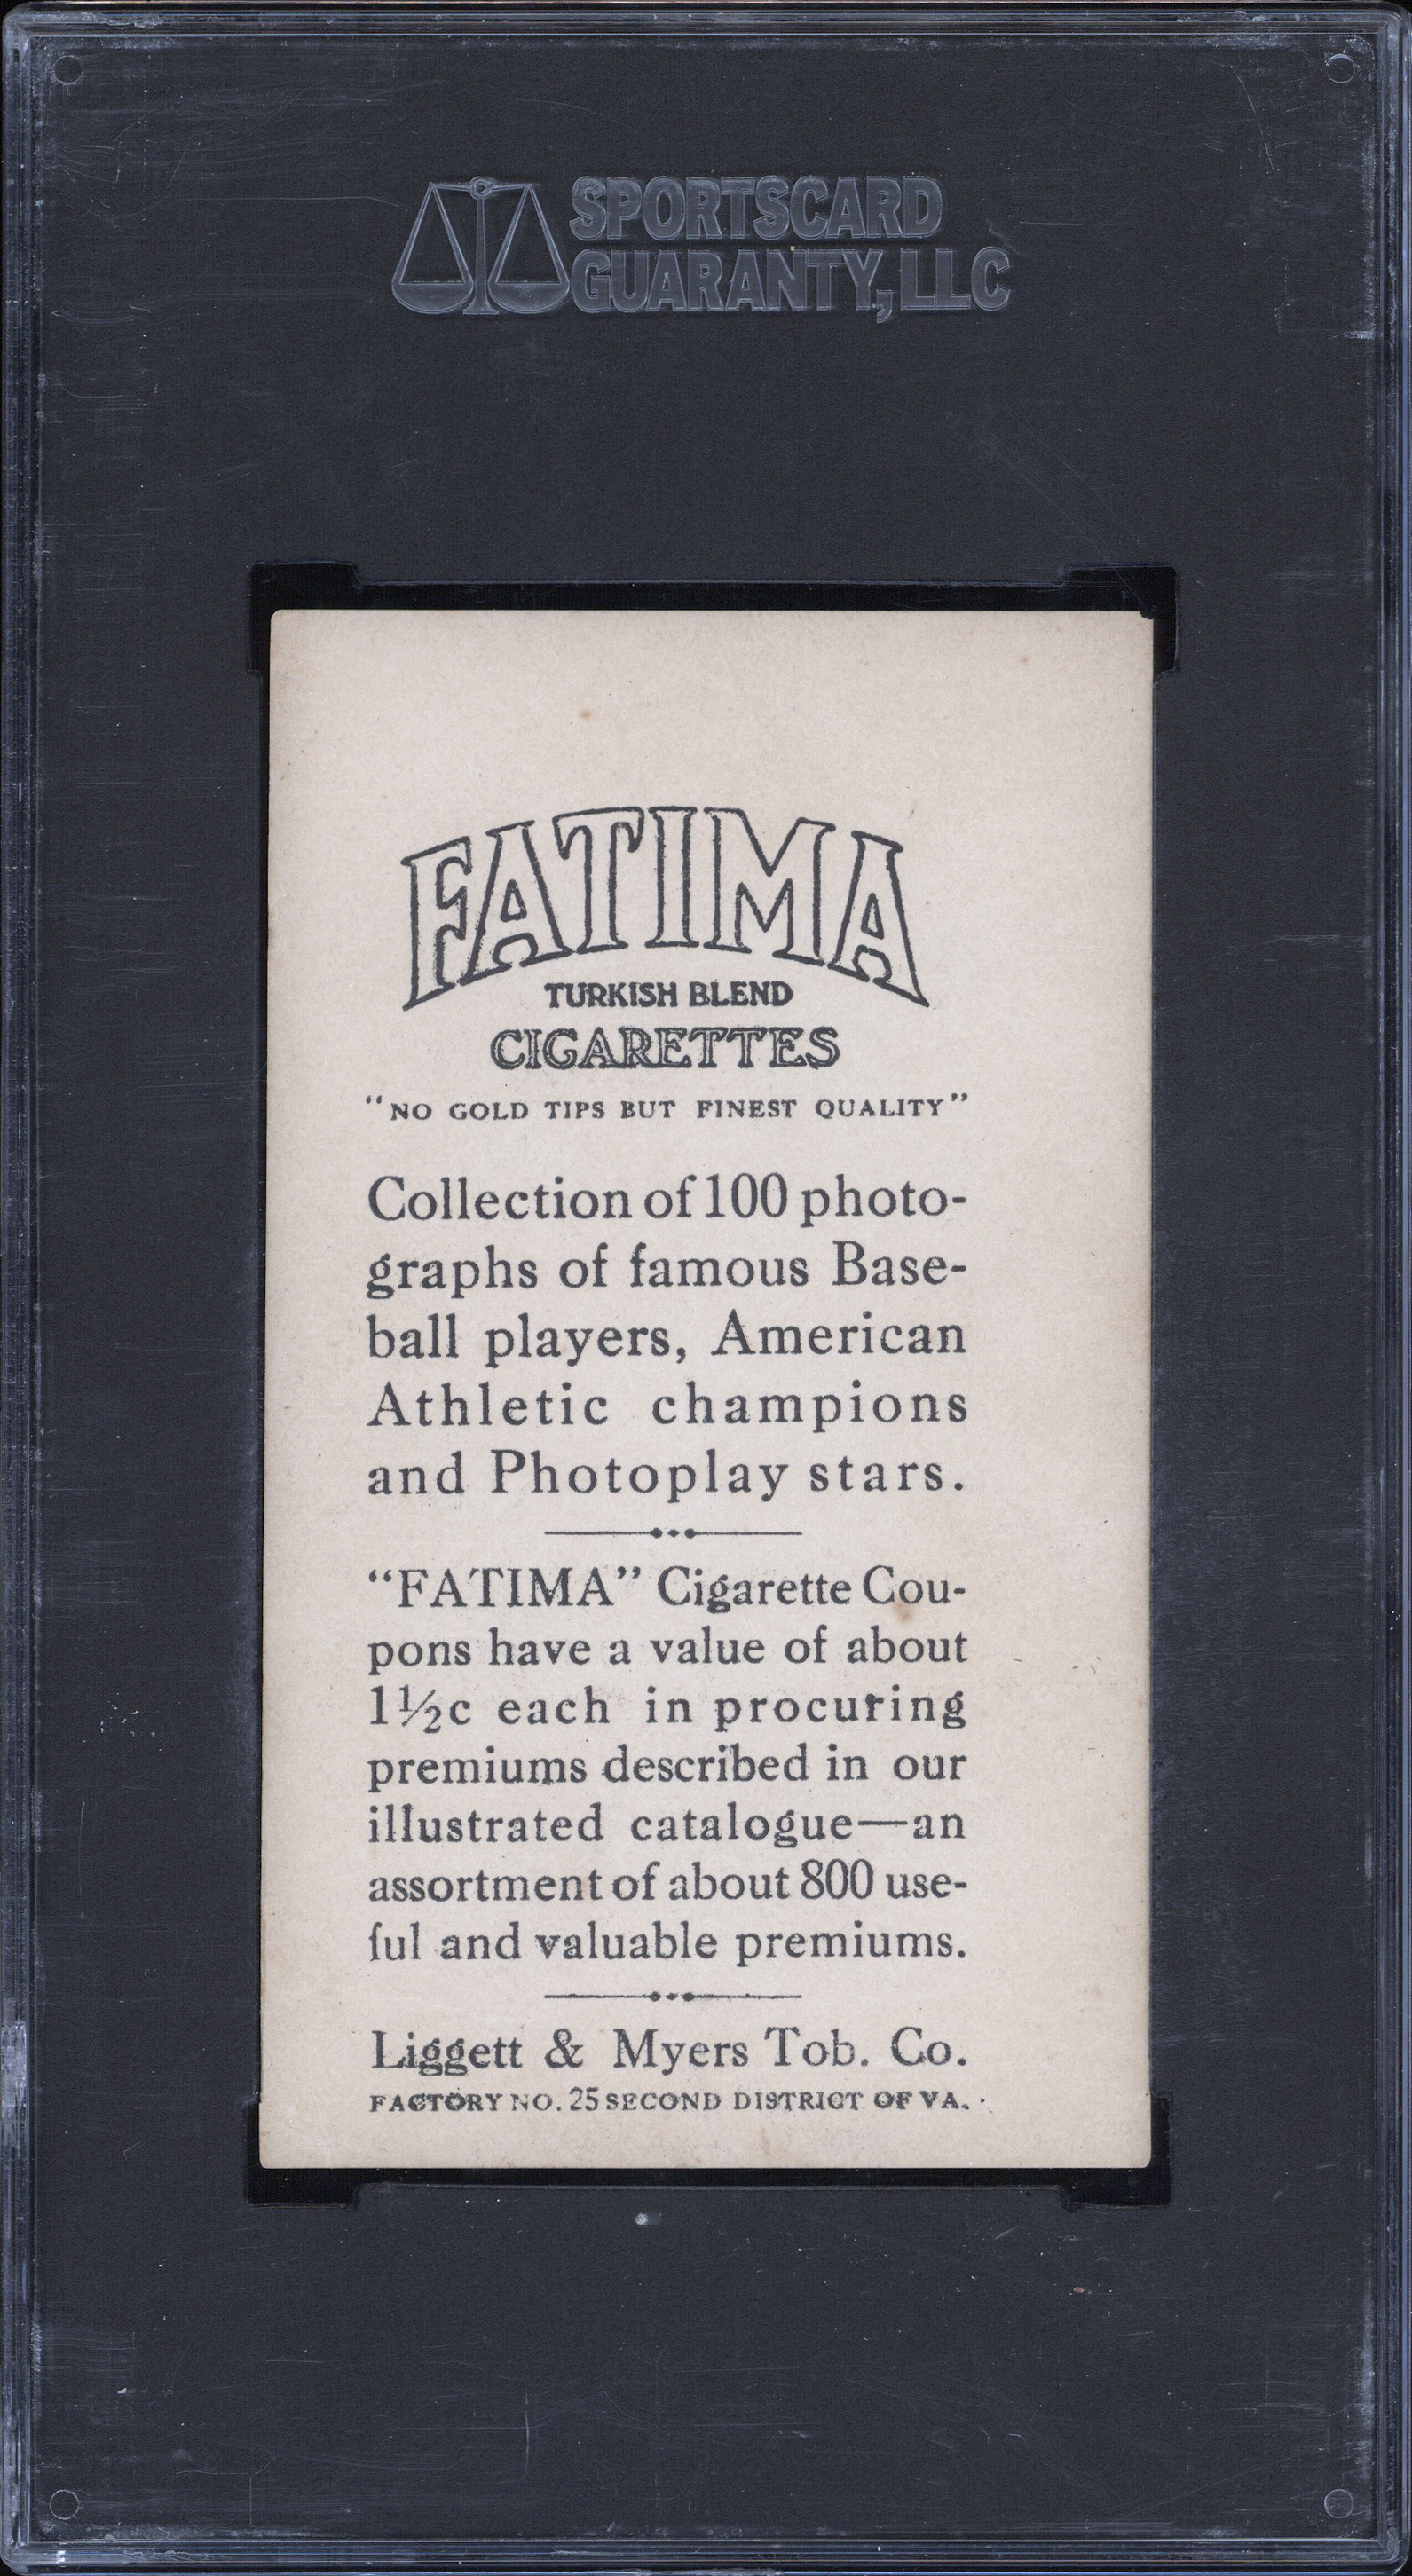 SPORTSCARD
GUARANTY, LLC
FATIMA
TURKISH BLEND
CIGARETTES
“NO GOLD TIPS BUT FINEST QUALITY”
Collection of 100 photo-
graphs of famous Base-
ball players, American
Athletic champions
and Photoplay stars.
“FATIMA” Cigarette Cou-
pons have a value of about
1½c each in procuring
premiums described in our
illustrated catalogue—an
assortment of about 800 use-
ful and valuable premiums.
Liggett & Myers Tob. Co.
FACTORY NO. 25 SECOND DISTRICT OF VA.